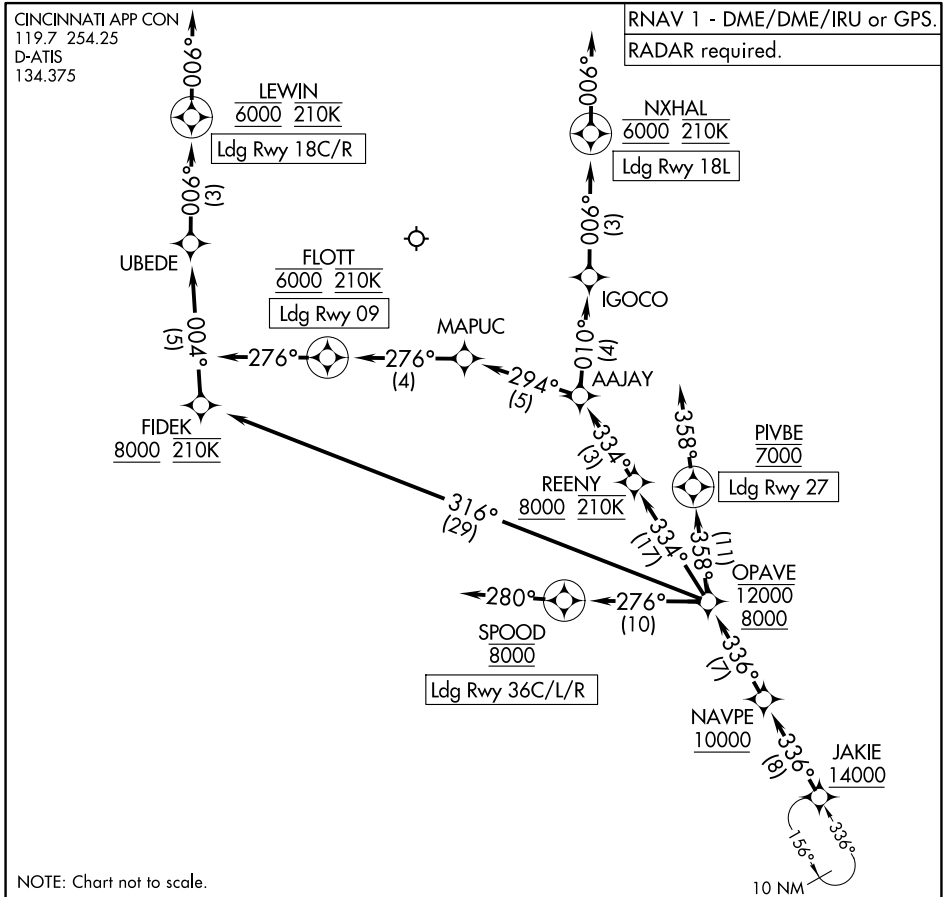 CINCINNATI APP CON
119.7 254.25
D-ATIS
134.375
RNAV 1 - DME/DME/IRU or GPS.
RADAR required.
006°
LEWIN
6000 210K
Ldg Rwy 18C/R
006°
(3)
UBEDE
004°
(5)
FIDEK
8000 210K
FLOTT
6000 210K
Ldg Rwy 09
276°
276°
(4)
MAPUC
294°
(5)
006°
NXHAL
6000 210K
Ldg Rwy 18L
006°
(3)
IGOCO
010°
(4)
AAJAY
334°
(3)
REENY
8000 210K
334°
(17)
358°
PIVBE
7000
Ldg Rwy 27
358°
(11)
316°
(29)
OPAVE
12000
8000
280°
276°
(10)
SPOOD
8000
Ldg Rwy 36C/L/R
336°
(7)
NAVPE
10000
336°
(8)
JAKIE
14000
156°
336°
10 NM
NOTE: Chart not to scale.